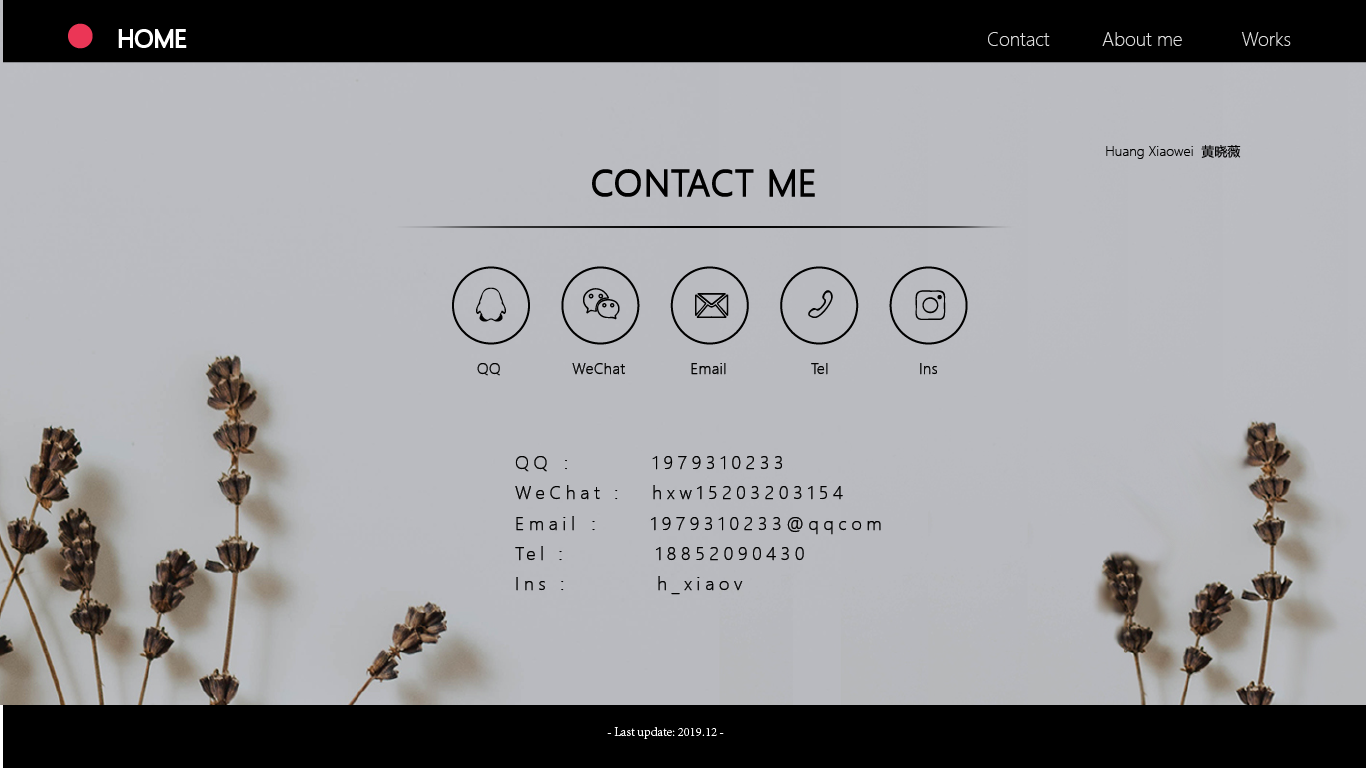 HOME Contact About me Works
Huang Xiaowei 黄晓薇
CONTACT ME
QQ WeChat Email Tel Ins
QQ : 1979310233
WeChat : hxw15203203154
Email : 1979310233@qqcom
Tel : 18852090430
Ins : h_xiaov
- Last update: 2019.12 -